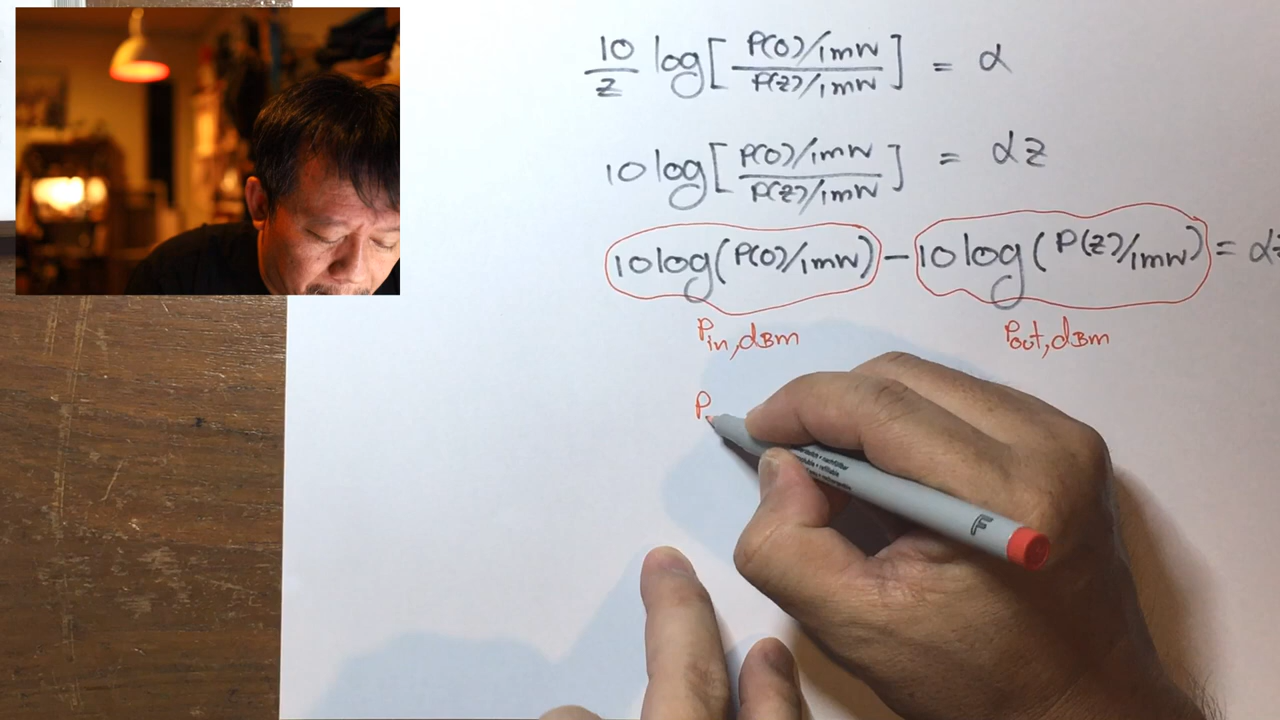 10/z log[ P(0)/1mW / P(z)/1mW ] = α
10 log[ P(0)/1mW / P(z)/1mW ] = αz
10log(P(0)/1mW) - 10log(P(z)/1mW) = αz
Pin,dBm Pout,dBm
P
F